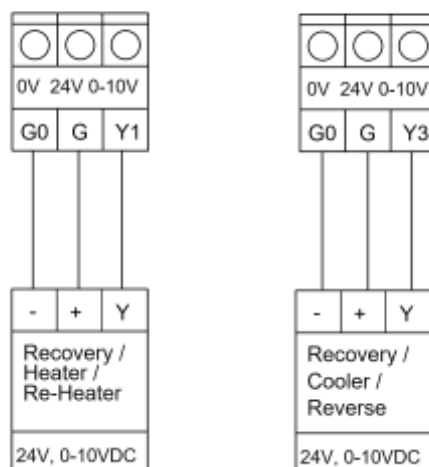 0V 24V 0-10V
G0 G Y1
- + Y
Recovery /
Heater /
Re-Heater
24V, 0-10VDC
0V 24V 0-10V
G0 G Y3
- + Y
Recovery /
Cooler /
Reverse
24V, 0-10VDC